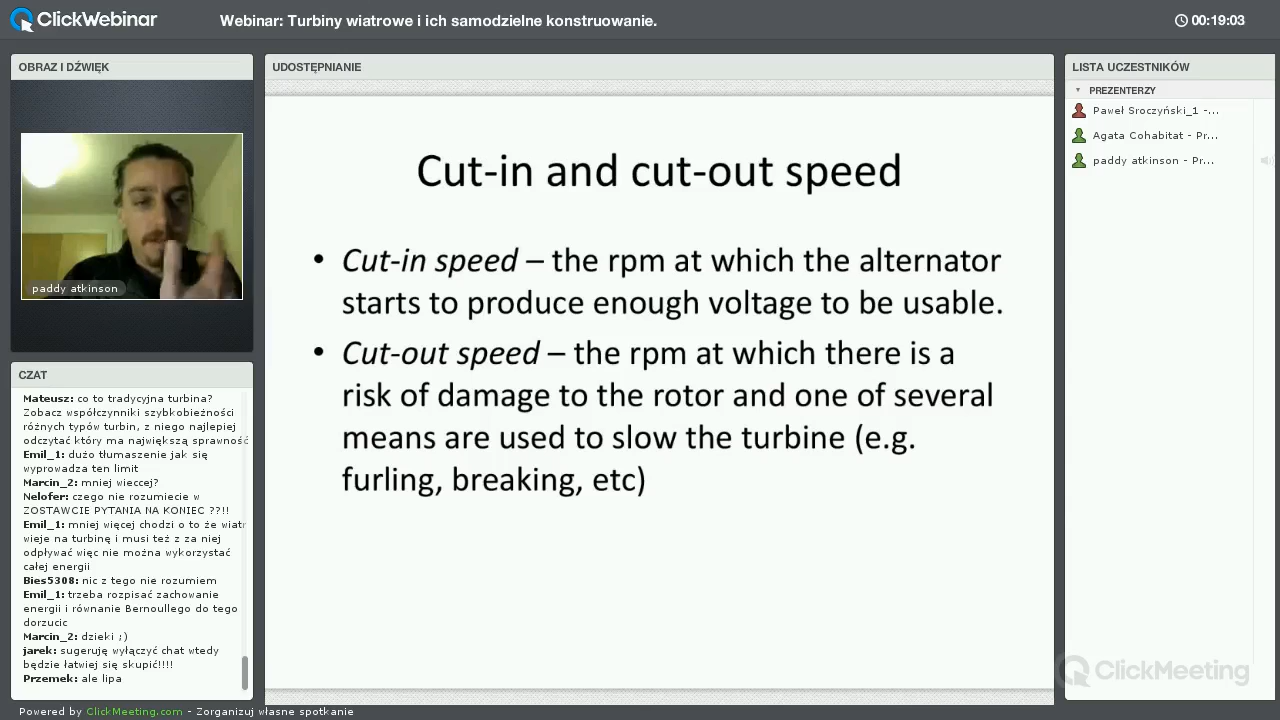 ClickWebinar
Webinar: Turbiny wiatrowe i ich samodzielne konstruowanie.
00:19:03
OBRAZ I DŹWIĘK
paddy atkinson
CZAT
Mateusz: co to tradycyjna turbina?
Zobacz współczynniki szybkobieżności
różnych typów turbin, z niego najlepiej
odczytać który ma największą sprawność
Emil_1: dużo tłumaszenie jak się
wyprowadza ten limit
Marcin_2: mniej wieccej?
Nelofer: czego nie rozumiecie w
ZOSTAWCIE PYTANIA NA KONIEC ??!!
Emil_1: mniej więcej chodzi o to że wiatr
wieje na turbinę i musi też z za niej
odpływać więc nie można wykorzystać
całej energii
Bies5308: nic z tego nie rozumiem
Emil_1: trzeba rozpisać zachowanie
energii i równanie Bernoullego do tego
dorzucic
Marcin_2: dzieki ;)
jarek: sugeruję wyłączyć chat wtedy
będzie łatwiej się skupić!!!!
Przemek: ale lipa
UDOSTĘPNIANIE
Cut-in and cut-out speed
• Cut-in speed – the rpm at which the alternator
starts to produce enough voltage to be usable.
• Cut-out speed – the rpm at which there is a
risk of damage to the rotor and one of several
means are used to slow the turbine (e.g.
furling, breaking, etc)
LISTA UCZESTNIKÓW
PREZENTERZY
Paweł Sroczyński_1 -...
Agata Cohabitat - Pr...
paddy atkinson - Pr...
ClickMeeting
Powered by ClickMeeting.com - Zorganizuj własne spotkanie